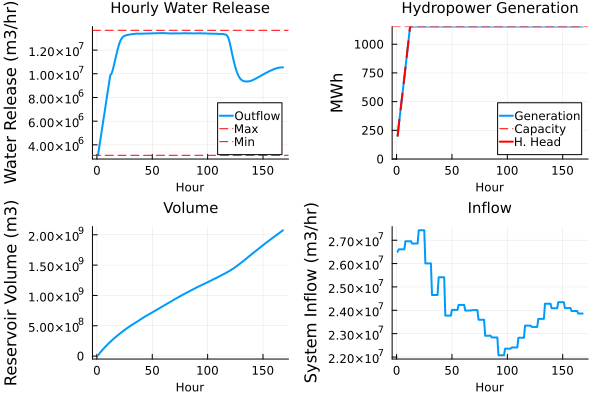 Hourly Water Release
Water Release (m3/hr)
1.20×10⁷
1.00×10⁷
8.00×10⁶
6.00×10⁶
4.00×10⁶
Outflow
Max
Min
0 50 100 150
Hour
Hydropower Generation
MWh
1000
750
500
250
0
Generation
Capacity
H. Head
0 50 100 150
Hour
Volume
Reservoir Volume (m3)
2.00×10⁹
1.50×10⁹
1.00×10⁹
5.00×10⁸
0
0 50 100 150
Hour
Inflow
System Inflow (m3/hr)
2.70×10⁷
2.60×10⁷
2.50×10⁷
2.40×10⁷
2.30×10⁷
2.20×10⁷
0 50 100 150
Hour